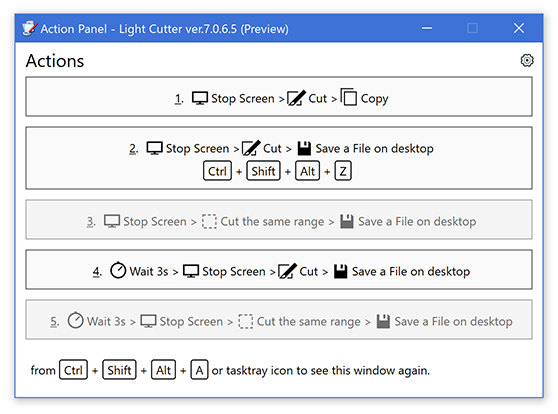 Action Panel - Light Cutter ver.7.0.6.5 (Preview)
Actions
1. Stop Screen > Cut > Copy
2. Stop Screen > Cut > Save a File on desktop
Ctrl + Shift + Alt + Z
3. Stop Screen > Cut the same range > Save a File on desktop
4. Wait 3s > Stop Screen > Cut > Save a File on desktop
5. Wait 3s > Stop Screen > Cut the same range > Save a File on desktop
from Ctrl + Shift + Alt + A or tasktray icon to see this window again.